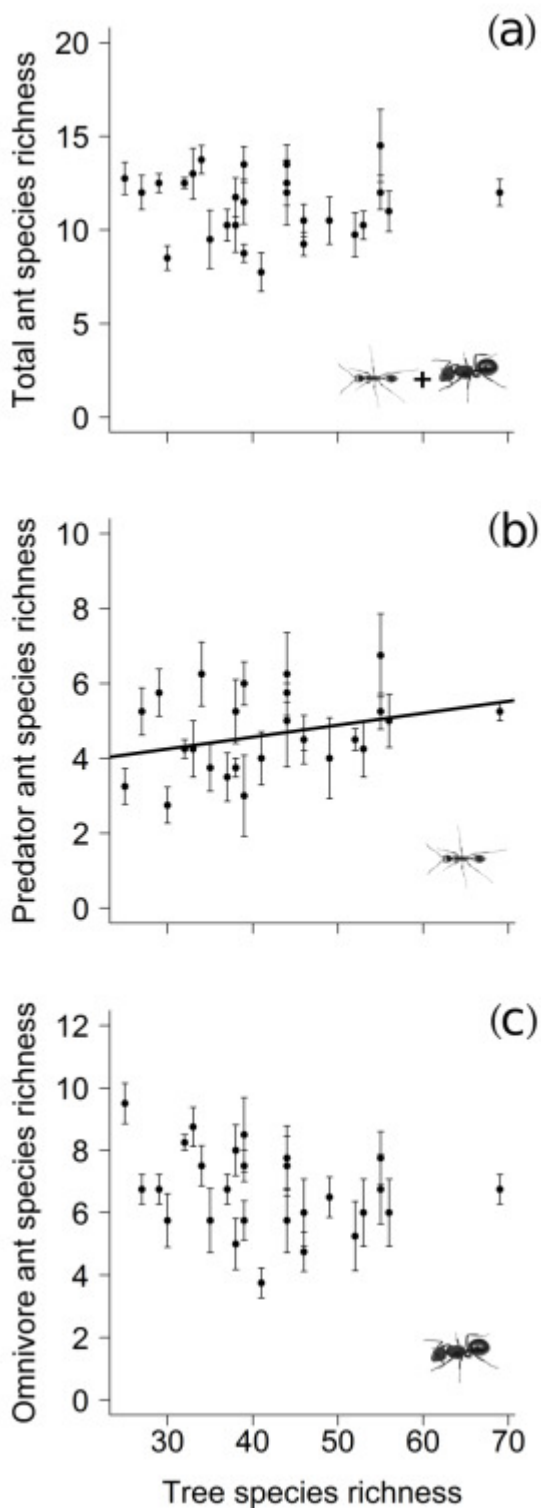 (a)
Total ant species richness
20
15
10
5
0
+
(b)
Predator ant species richness
10
8
6
4
2
0
(c)
Omnivore ant species richness
12
10
8
6
4
2
0
30 40 50 60 70
Tree species richness